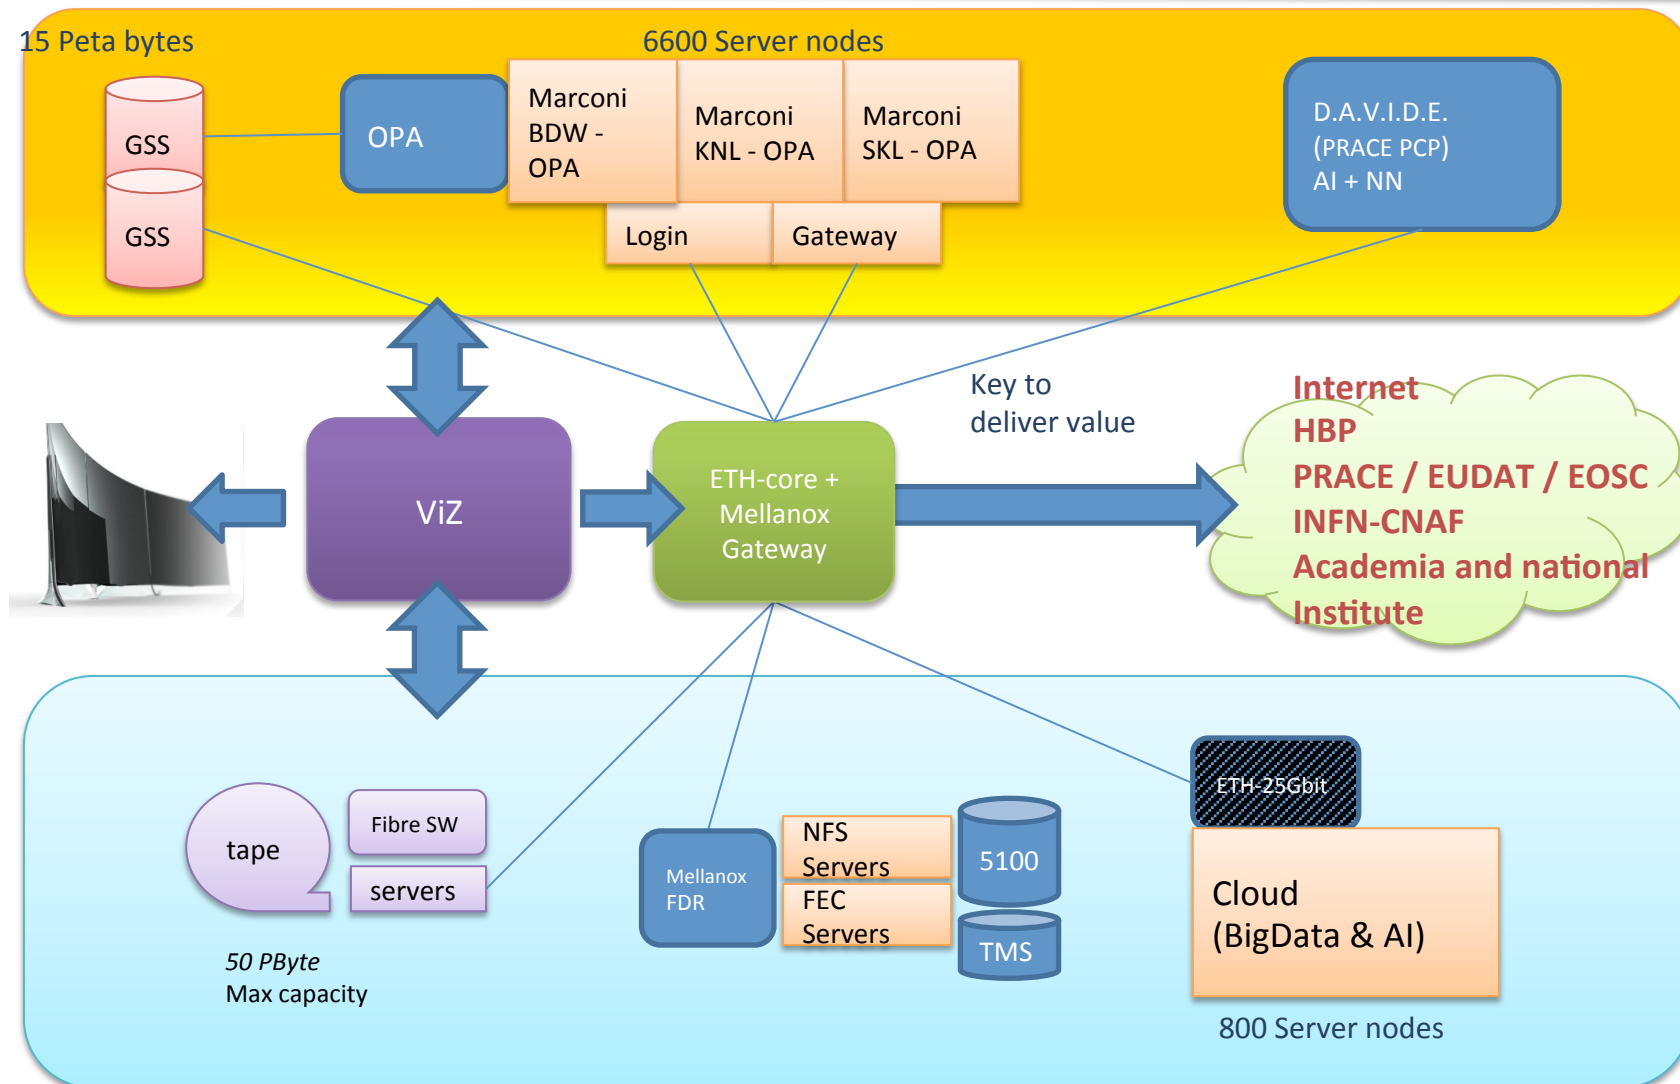 15 Peta bytes
6600 Server nodes
GSS
GSS
OPA
Marconi
BDW -
OPA
Marconi
KNL - OPA
Marconi
SKL - OPA
Login
Gateway
D.A.V.I.D.E.
(PRACE PCP)
AI + NN
Key to
deliver value
ViZ
ETH-core +
Mellanox
Gateway
Internet
HBP
PRACE / EUDAT / EOSC
INFN-CNAF
Academia and national
Institute
tape
Fibre SW
servers
50 PByte
Max capacity
Mellanox
FDR
NFS
Servers
FEC
Servers
5100
TMS
ETH-25Gbit
Cloud
(BigData & AI)
800 Server nodes